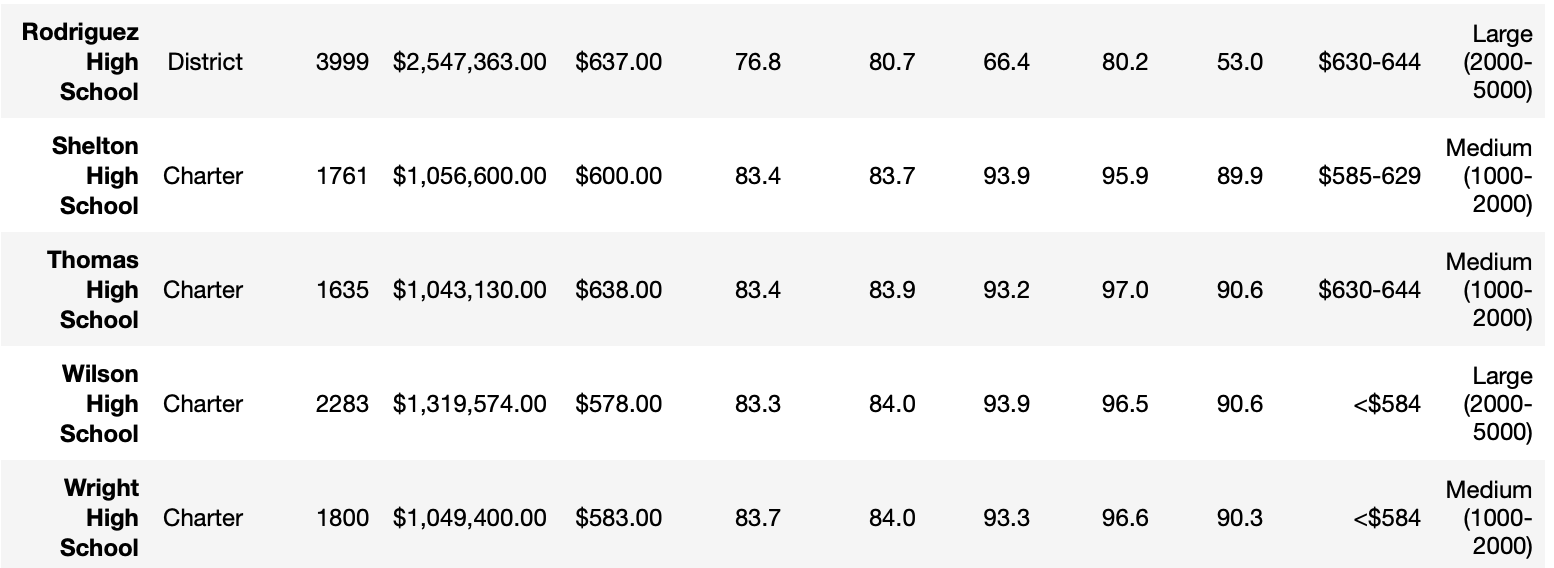 Rodriguez High School District 3999 $2,547,363.00 $637.00 76.8 80.7 66.4 80.2 53.0 $630-644 Large (2000-5000)
Shelton High School Charter 1761 $1,056,600.00 $600.00 83.4 83.7 93.9 95.9 89.9 $585-629 Medium (1000-2000)
Thomas High School Charter 1635 $1,043,130.00 $638.00 83.4 83.9 93.2 97.0 90.6 $630-644 Medium (1000-2000)
Wilson High School Charter 2283 $1,319,574.00 $578.00 83.3 84.0 93.9 96.5 90.6 <$584 Large (2000-5000)
Wright High School Charter 1800 $1,049,400.00 $583.00 83.7 84.0 93.3 96.6 90.3 <$584 Medium (1000-2000)